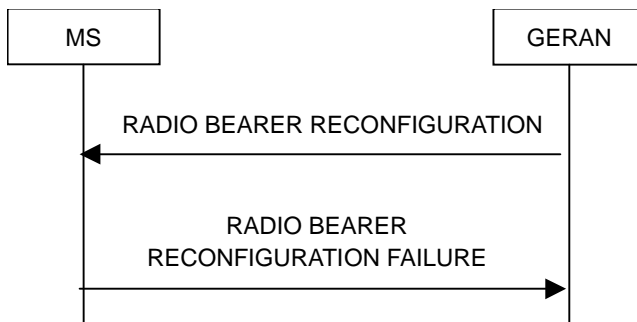 MS
GERAN
RADIO BEARER RECONFIGURATION
RADIO BEARER
RECONFIGURATION FAILURE